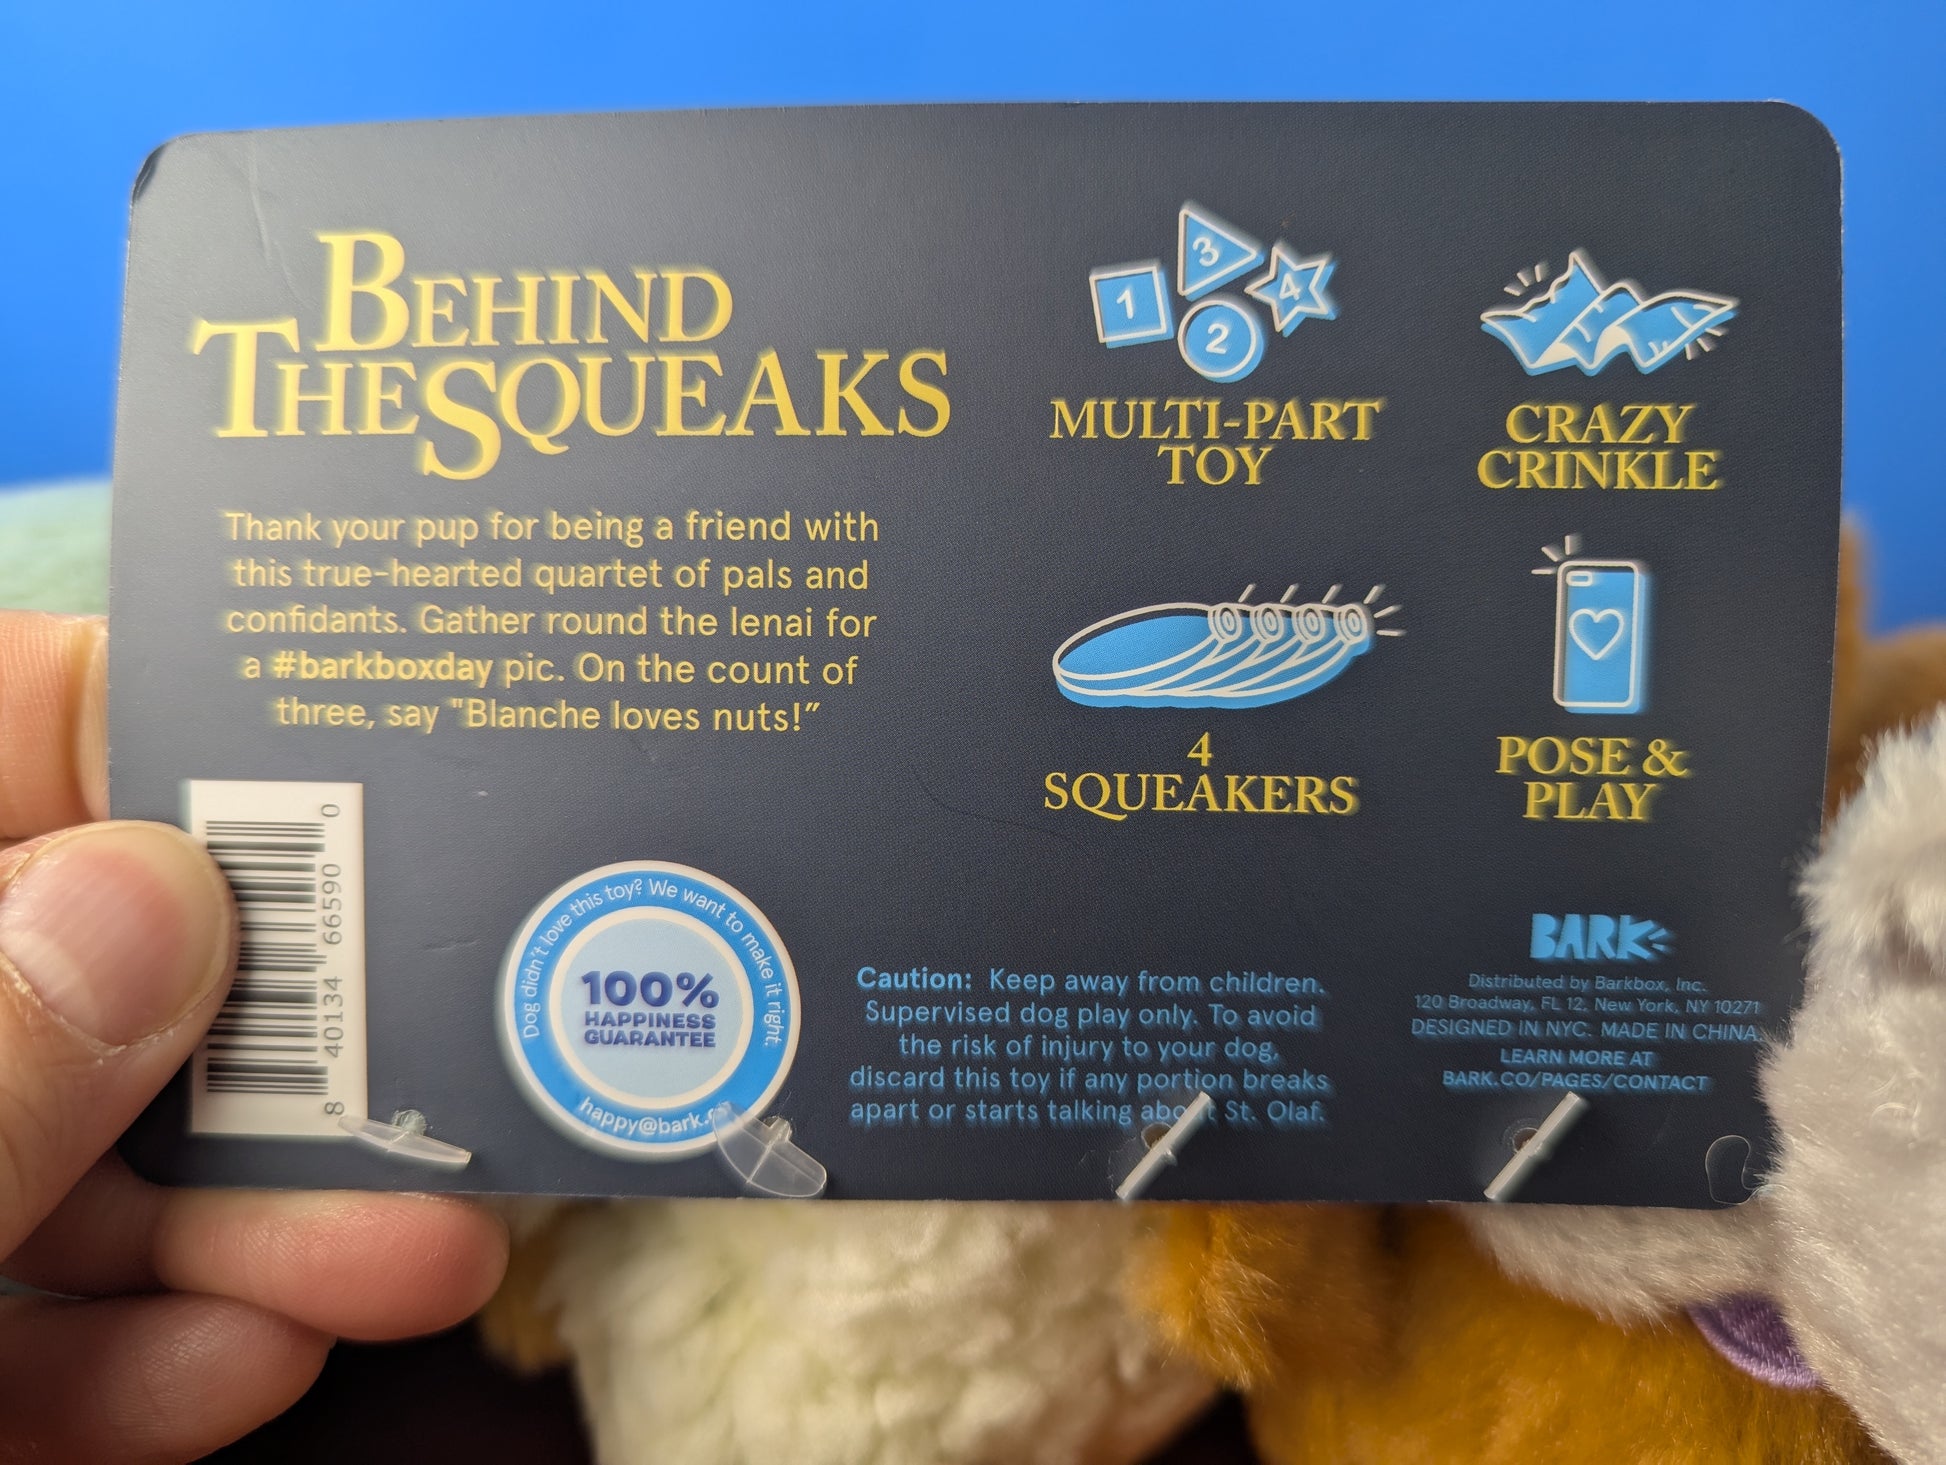 BEHIND
THE SQUEAKS
Thank your pup for being a friend with
this true-hearted quartet of pals and
confidants. Gather round the lenai for
a #barkboxday pic. On the count of
three, say "Blanche loves nuts!”
1
2
3
4
MULTI-PART
TOY
CRAZY
CRINKLE
4
SQUEAKERS
POSE &
PLAY
8 40134 66590 0
Dog didn't love this toy? We want to make it right.
100%
HAPPINESS
GUARANTEE
happy@bark.
Caution: Keep away from children.
Supervised dog play only. To avoid
the risk of injury to your dog,
discard this toy if any portion breaks
apart or starts talking about St. Olaf.
BARK
Distributed by Barkbox, Inc.
120 Broadway, FL 12, New York, NY 10271
DESIGNED IN NYC. MADE IN CHINA.
LEARN MORE AT
BARK.CO/PAGES/CONTACT